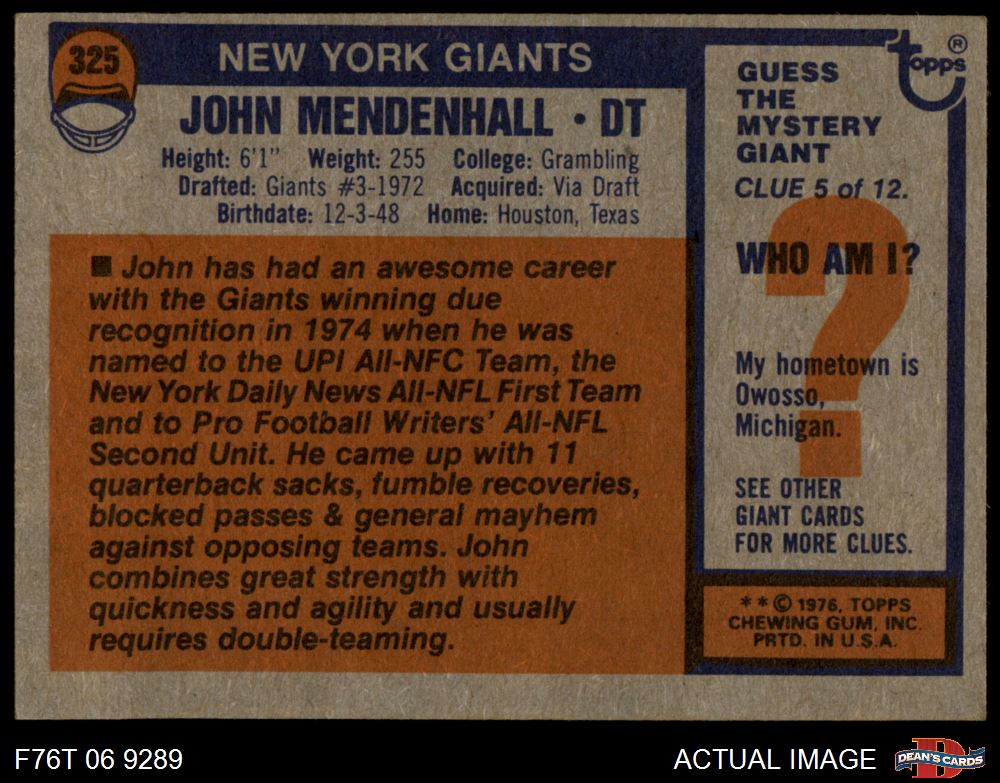 325
NEW YORK GIANTS
JOHN MENDENHALL • DT
Height: 6'1" Weight: 255 College: Grambling
Drafted: Giants #3-1972 Acquired: Via Draft
Birthdate: 12-3-48 Home: Houston, Texas
■ John has had an awesome career
with the Giants winning due
recognition in 1974 when he was
named to the UPI All-NFC Team, the
New York Daily News All-NFL First Team
and to Pro Football Writers' All-NFL
Second Unit. He came up with 11
quarterback sacks, fumble recoveries,
blocked passes & general mayhem
against opposing teams. John
combines great strength with
quickness and agility and usually
requires double-teaming.
topps ®
GUESS
THE
MYSTERY
GIANT
CLUE 5 of 12.
?
WHO AM I?
My hometown is
Owosso,
Michigan.
SEE OTHER
GIANT CARDS
FOR MORE CLUES.
* * © 1976, TOPPS
CHEWING GUM, INC.
PRTD. IN U.S.A.
F76T 06 9289
ACTUAL IMAGE
D
DEAN'S CARDS